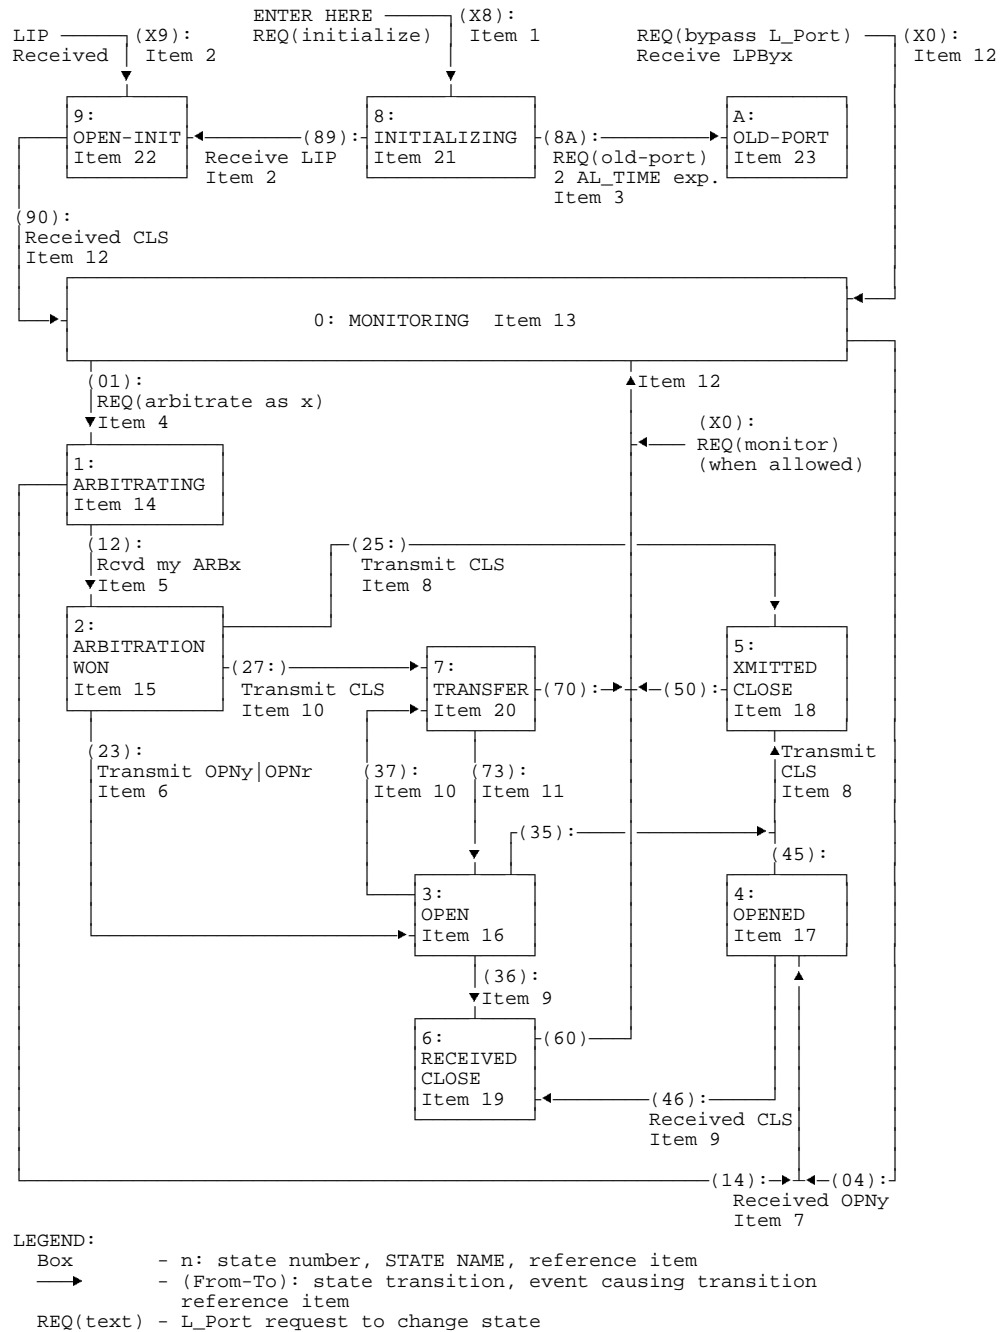 ENTER HERE (X8):
REQ(initialize) Item 1
LIP (X9):
Received Item 2
REQ(bypass L_Port) (X0):
Receive LPByx Item 12
9:
OPEN-INIT
Item 22
(89):
Receive LIP
Item 2
8:
INITIALIZING
Item 21
(8A):
REQ(old-port)
2 AL_TIME exp.
Item 3
A:
OLD-PORT
Item 23
(90):
Received CLS
Item 12
0: MONITORING Item 13
(01):
REQ(arbitrate as x)
Item 4
Item 12
(X0):
REQ(monitor)
(when allowed)
1:
ARBITRATING
Item 14
(12):
Rcvd my ARBx
Item 5
(25:)
Transmit CLS
Item 8
2:
ARBITRATION
WON
Item 15
(27:)
Transmit CLS
Item 10
7:
TRANSFER
Item 20
(70):
(50):
5:
XMITTED
CLOSE
Item 18
(23):
Transmit OPNy|OPNr
Item 6
(37):
Item 10
(73):
Item 11
Transmit
CLS
Item 8
(35):
(45):
3:
OPEN
Item 16
4:
OPENED
Item 17
(36):
Item 9
6:
RECEIVED
CLOSE
Item 19
(60)
(46):
Received CLS
Item 9
(14): (04):
Received OPNy
Item 7
LEGEND:
Box - n: state number, STATE NAME, reference item
- (From-To): state transition, event causing transition
reference item
REQ(text) - L_Port request to change state